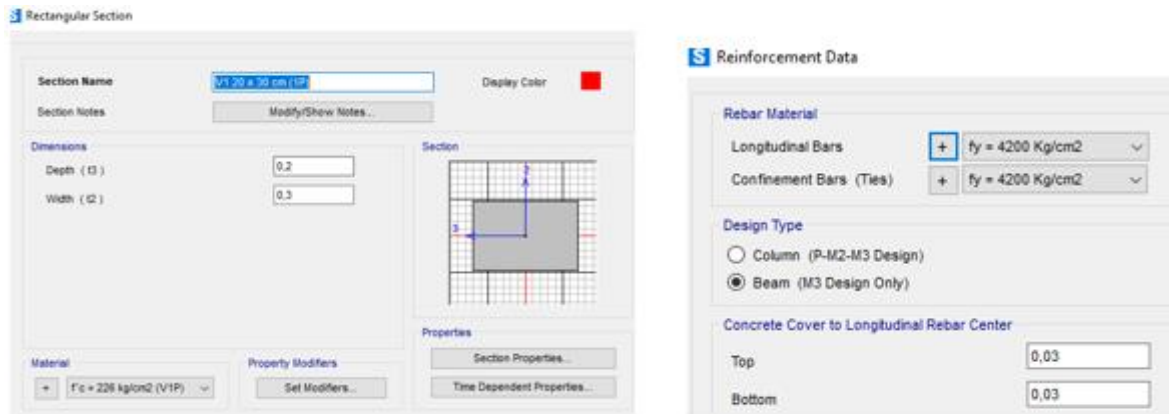 Rectangular Section
Section Name
V1 20 x 30 cm (1P)
Display Color
Section Notes
Modify/Show Notes...
Dimensions
Depth ( t3 )
0,2
Width ( t2 )
0,3
Section
2
3
Properties
Section Properties...
Time Dependent Properties...
Material
+
f'c = 226 kg/cm2 (V1P)
Property Modifiers
Set Modifiers...
S Reinforcement Data
Rebar Material
Longitudinal Bars
+
fy = 4200 Kg/cm2
Confinement Bars (Ties)
+
fy = 4200 Kg/cm2
Design Type
Column (P-M2-M3 Design)
Beam (M3 Design Only)
Concrete Cover to Longitudinal Rebar Center
Top
0,03
Bottom
0,03